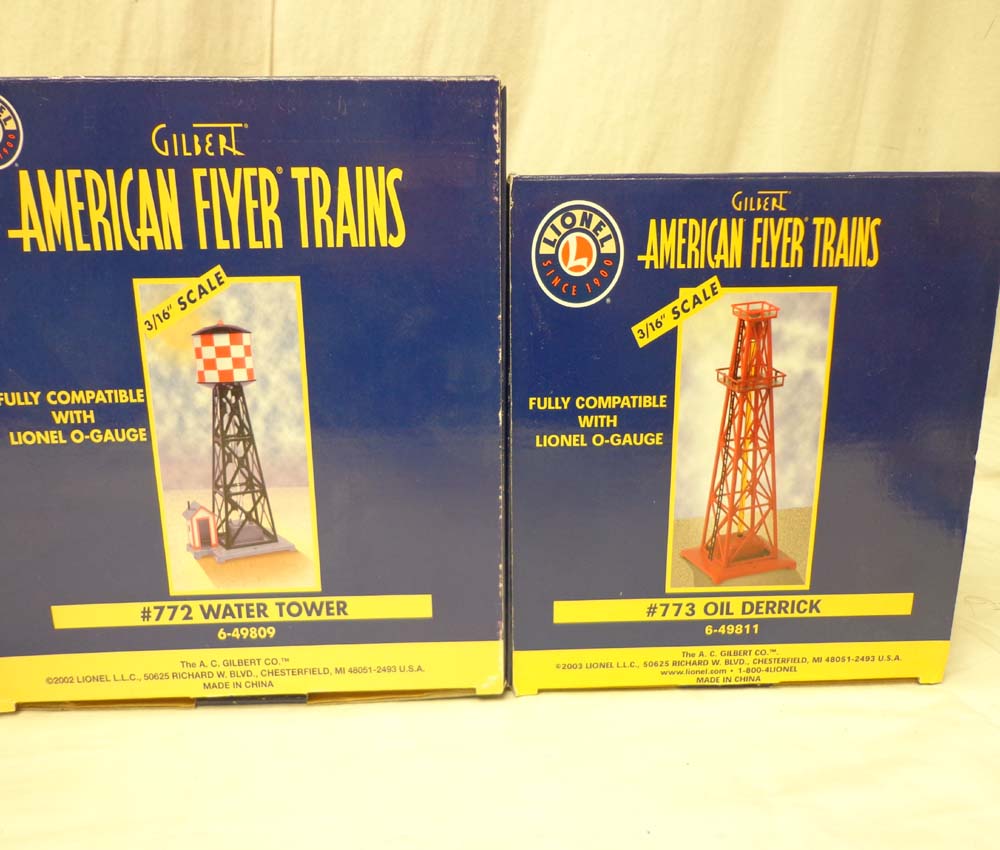 GILBERT
AMERICAN FLYER® TRAINS
3/16" SCALE
FULLY COMPATIBLE
WITH
LIONEL O-GAUGE
#772 WATER TOWER
6-49809
The A. C. GILBERT CO.™
©2002 LIONEL L.L.C., 50625 RICHARD W. BLVD., CHESTERFIELD, MI 48051-2493 U.S.A.
MADE IN CHINA
LIONEL
L
SINCE 1900
GILBERT
AMERICAN FLYER® TRAINS
3/16" SCALE
FULLY COMPATIBLE
WITH
LIONEL O-GAUGE
#773 OIL DERRICK
6-49811
The A. C. GILBERT CO.™
©2003 LIONEL L.L.C., 50625 RICHARD W. BLVD., CHESTERFIELD, MI 48051-2493 U.S.A.
www.lionel.com • 1-800-4LIONEL
MADE IN CHINA